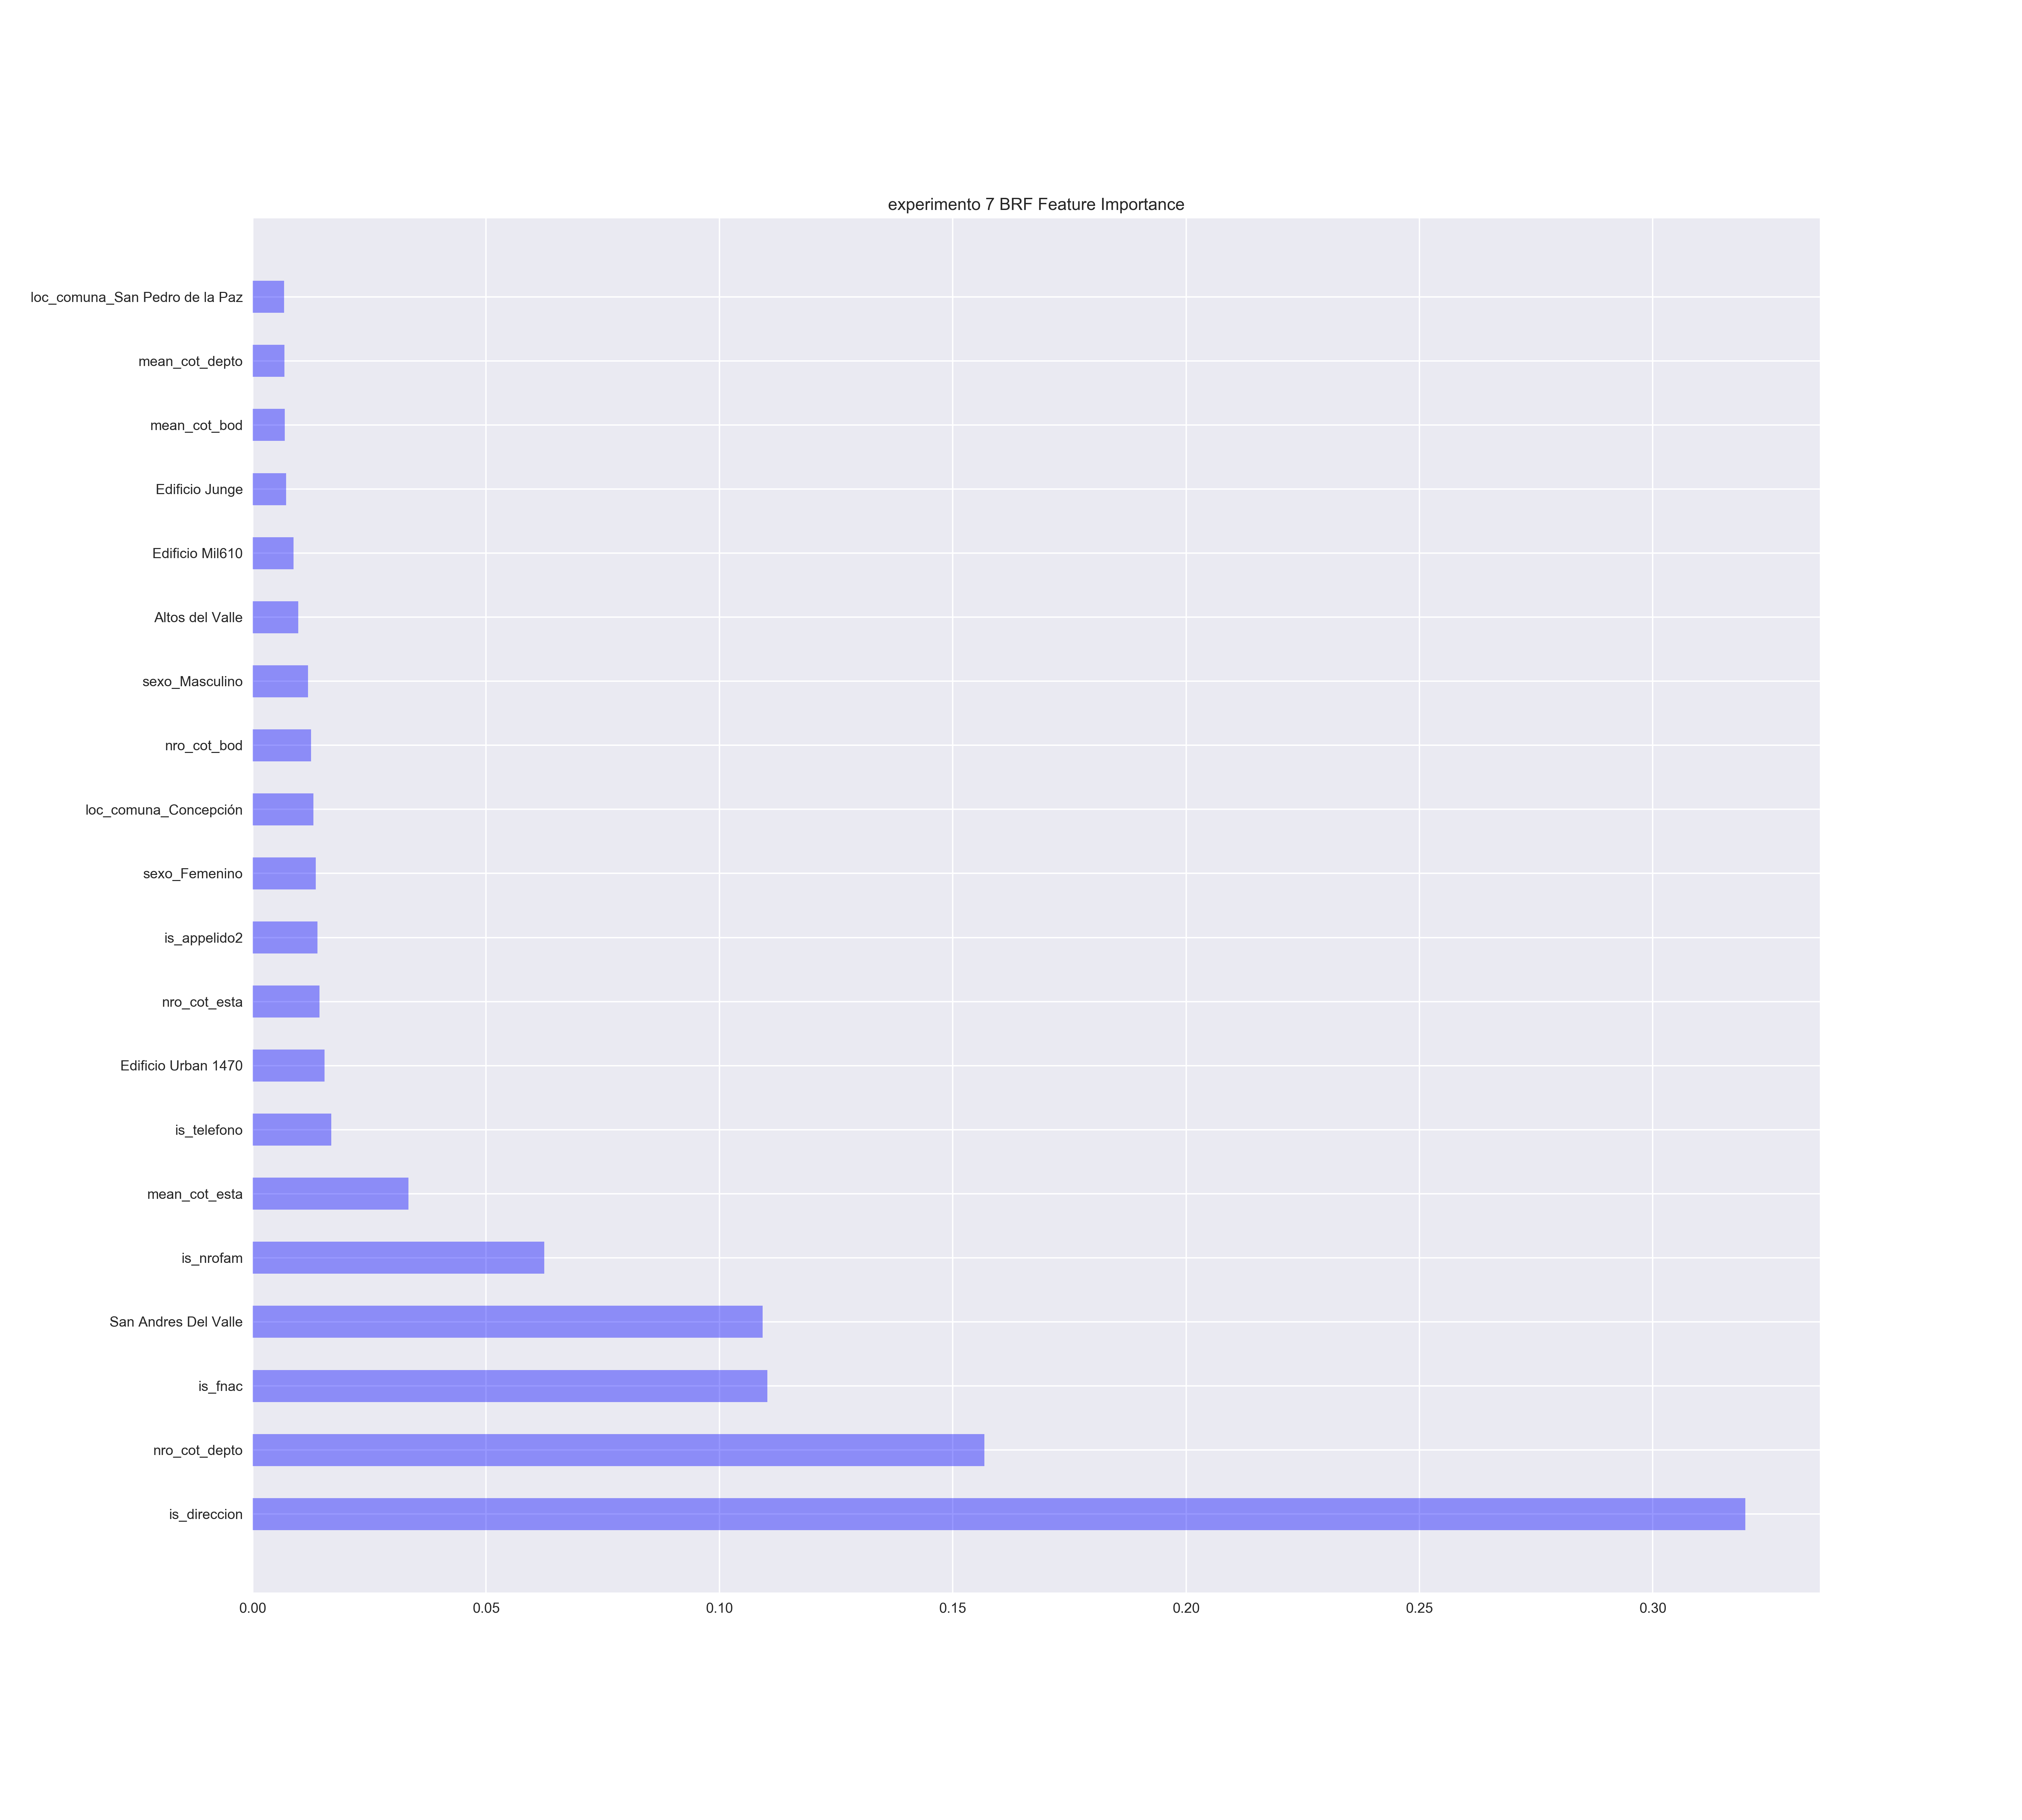 experimento 7 BRF Feature Importance
loc_comuna_San Pedro de la Paz
mean_cot_depto
mean_cot_bod
Edificio Junge
Edificio Mil610
Altos del Valle
sexo_Masculino
nro_cot_bod
loc_comuna_Concepción
sexo_Femenino
is_appelido2
nro_cot_esta
Edificio Urban 1470
is_telefono
mean_cot_esta
is_nrofam
San Andres Del Valle
is_fnac
nro_cot_depto
is_direccion
0.00 0.05 0.10 0.15 0.20 0.25 0.30